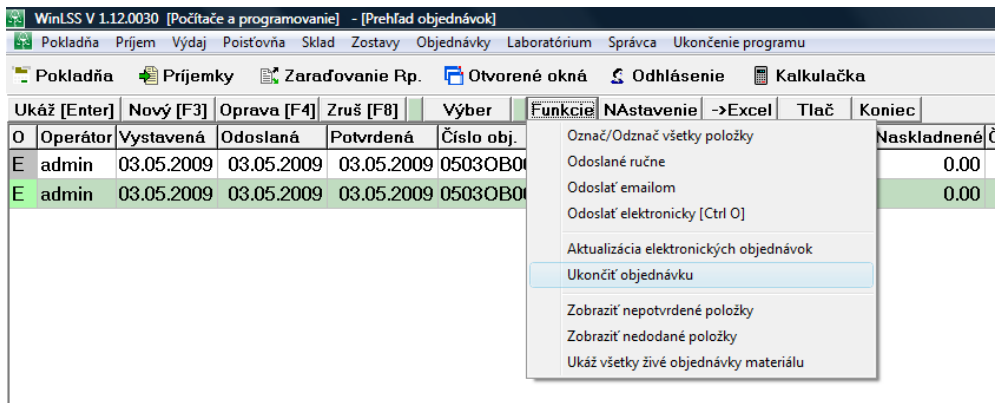 WinLSS V 1.12.0030 [Počítače a programovanie] - [Prehľad objednávok]
Pokladňa Príjem Výdaj Poisťovňa Sklad Zostavy Objednávky Laboratórium Správca Ukončenie programu
Pokladňa Príjemky Zaraďovanie Rp. Otvorené okná Odhlásenie Kalkulačka
Ukáž [Enter] Nový [F3] Oprava [F4] Zruš [F8] Výber Funkcie NAstavenie ->Excel Tlač Koniec
O Operátor Vystavená Odoslaná Potvrdená Číslo obj. Naskladnené
E admin 03.05.2009 03.05.2009 03.05.2009 0503OB00 0.00
E admin 03.05.2009 03.05.2009 03.05.2009 0503OB00 0.00
Označ/Odznač všetky položky
Odoslané ručne
Odoslať emailom
Odoslať elektronicky [Ctrl O]
Aktualizácia elektronických objednávok
Ukončiť objednávku
Zobraziť nepotvrdené položky
Zobraziť nedodané položky
Ukáž všetky živé objednávky materiálu